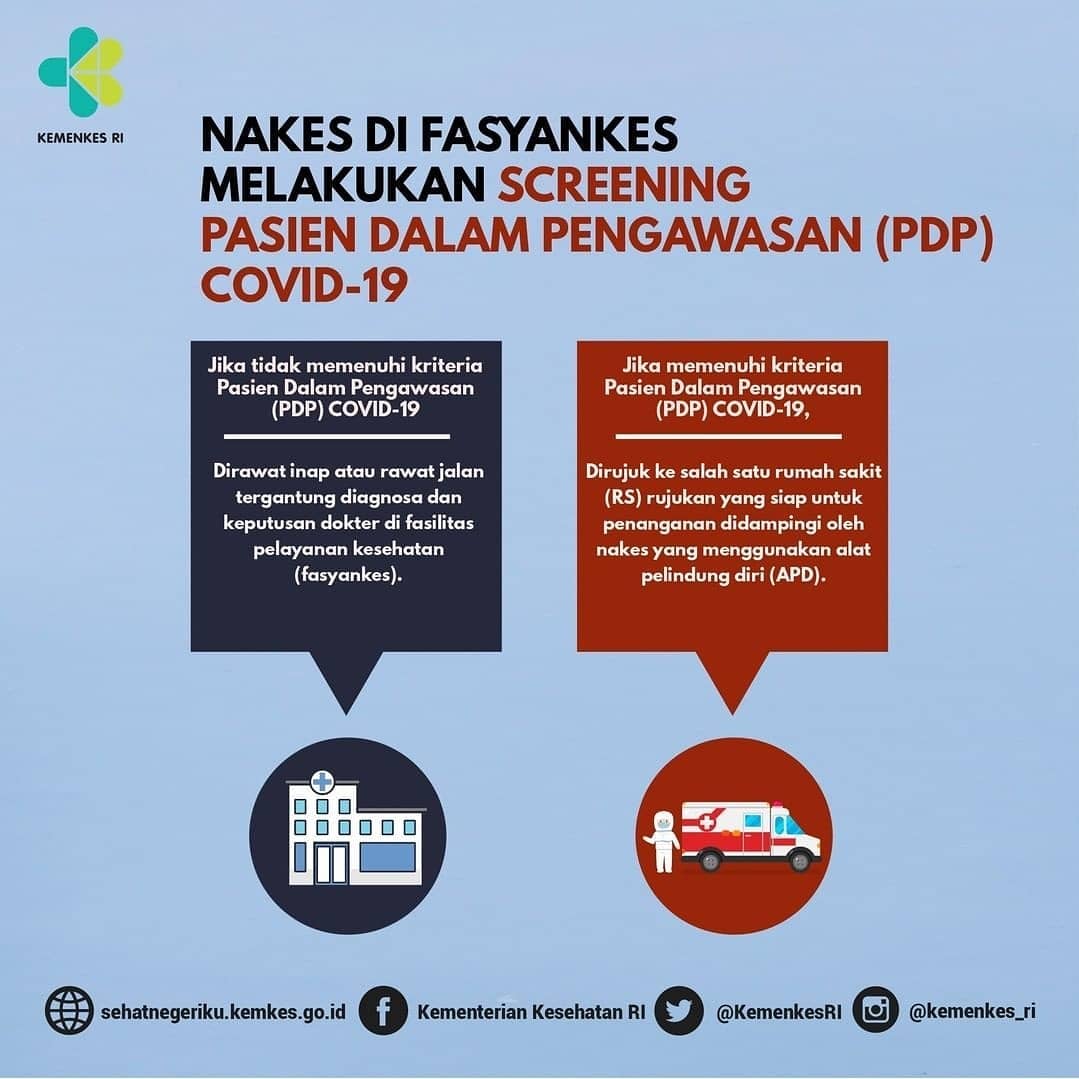 KEMENKES RI
NAKES DI FASYANKES
MELAKUKAN SCREENING
PASIEN DALAM PENGAWASAN (PDP)
COVID-19
Jika tidak memenuhi kriteria
Pasien Dalam Pengawasan
(PDP) COVID-19
Dirawat inap atau rawat jalan
tergantung diagnosa dan
keputusan dokter di fasilitas
pelayanan kesehatan
(fasyankes).
Jika memenuhi kriteria
Pasien Dalam Pengawasan
(PDP) COVID-19,
Dirujuk ke salah satu rumah sakit
(RS) rujukan yang siap untuk
penanganan didampingi oleh
nakes yang menggunakan alat
pelindung diri (APD).
sehatnegeriku.kemkes.go.id
Kementerian Kesehatan RI
@KemenkesRI
@kemenkes_ri